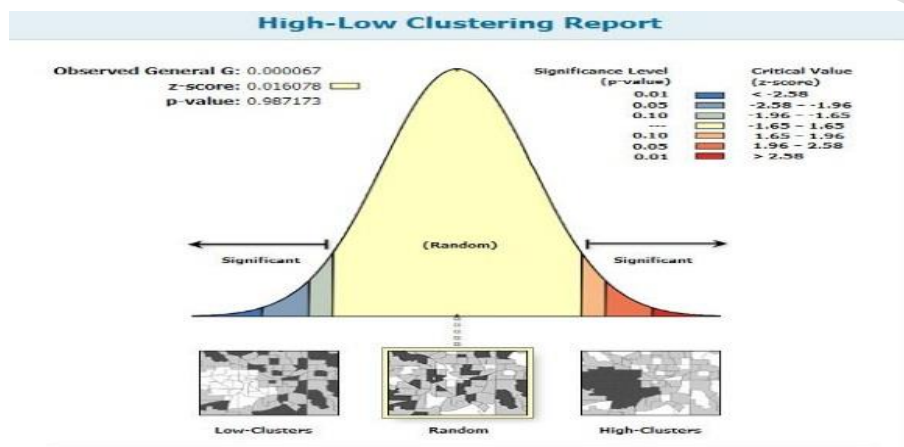 High-Low Clustering Report
Observed General G: 0.000067
z-score: 0.016078
p-value: 0.987173
Significance Level
(p-value)
Critical Value
(z-score)
0.01 < -2.58
0.05 -2.58 - -1.96
0.10 -1.96 - -1.65
--- -1.65 - 1.65
0.10 1.65 - 1.96
0.05 1.96 - 2.58
0.01 > 2.58
(Random)
Significant
Significant
Low-Clusters
Random
High-Clusters